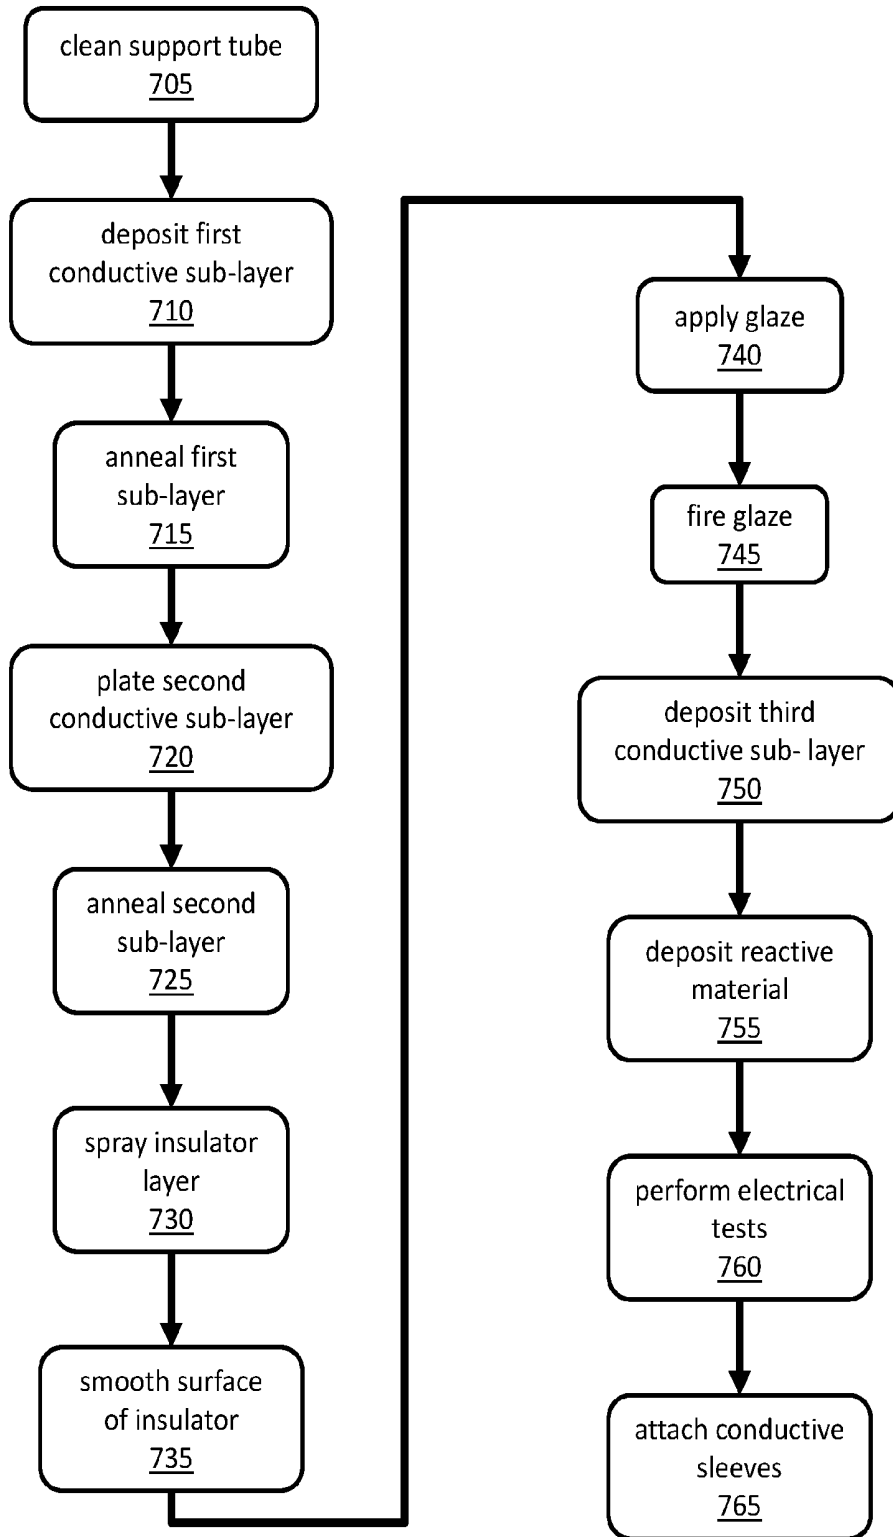 clean support tube
705
deposit first
conductive sub-layer
710
anneal first
sub-layer
715
plate second
conductive sub-layer
720
anneal second
sub-layer
725
spray insulator
layer
730
smooth surface
of insulator
735
apply glaze
740
fire glaze
745
deposit third
conductive sub- layer
750
deposit reactive
material
755
perform electrical
tests
760
attach conductive
sleeves
765